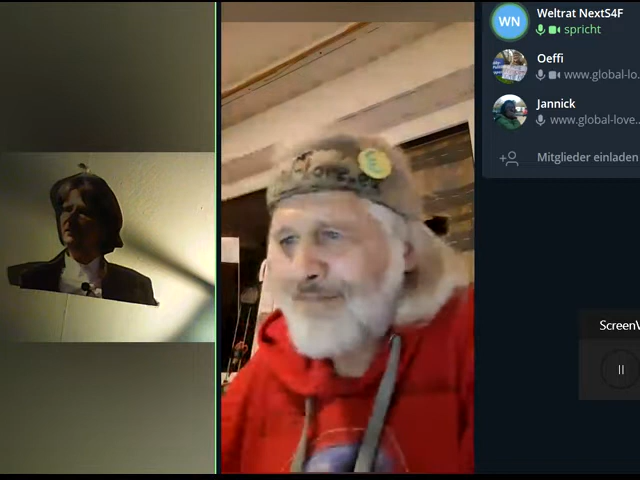 WN
Weltrat NextS4F
spricht
Oeffi
www.global-lo...
Jannick
www.global-love...
Mitglieder einladen
ScreenV